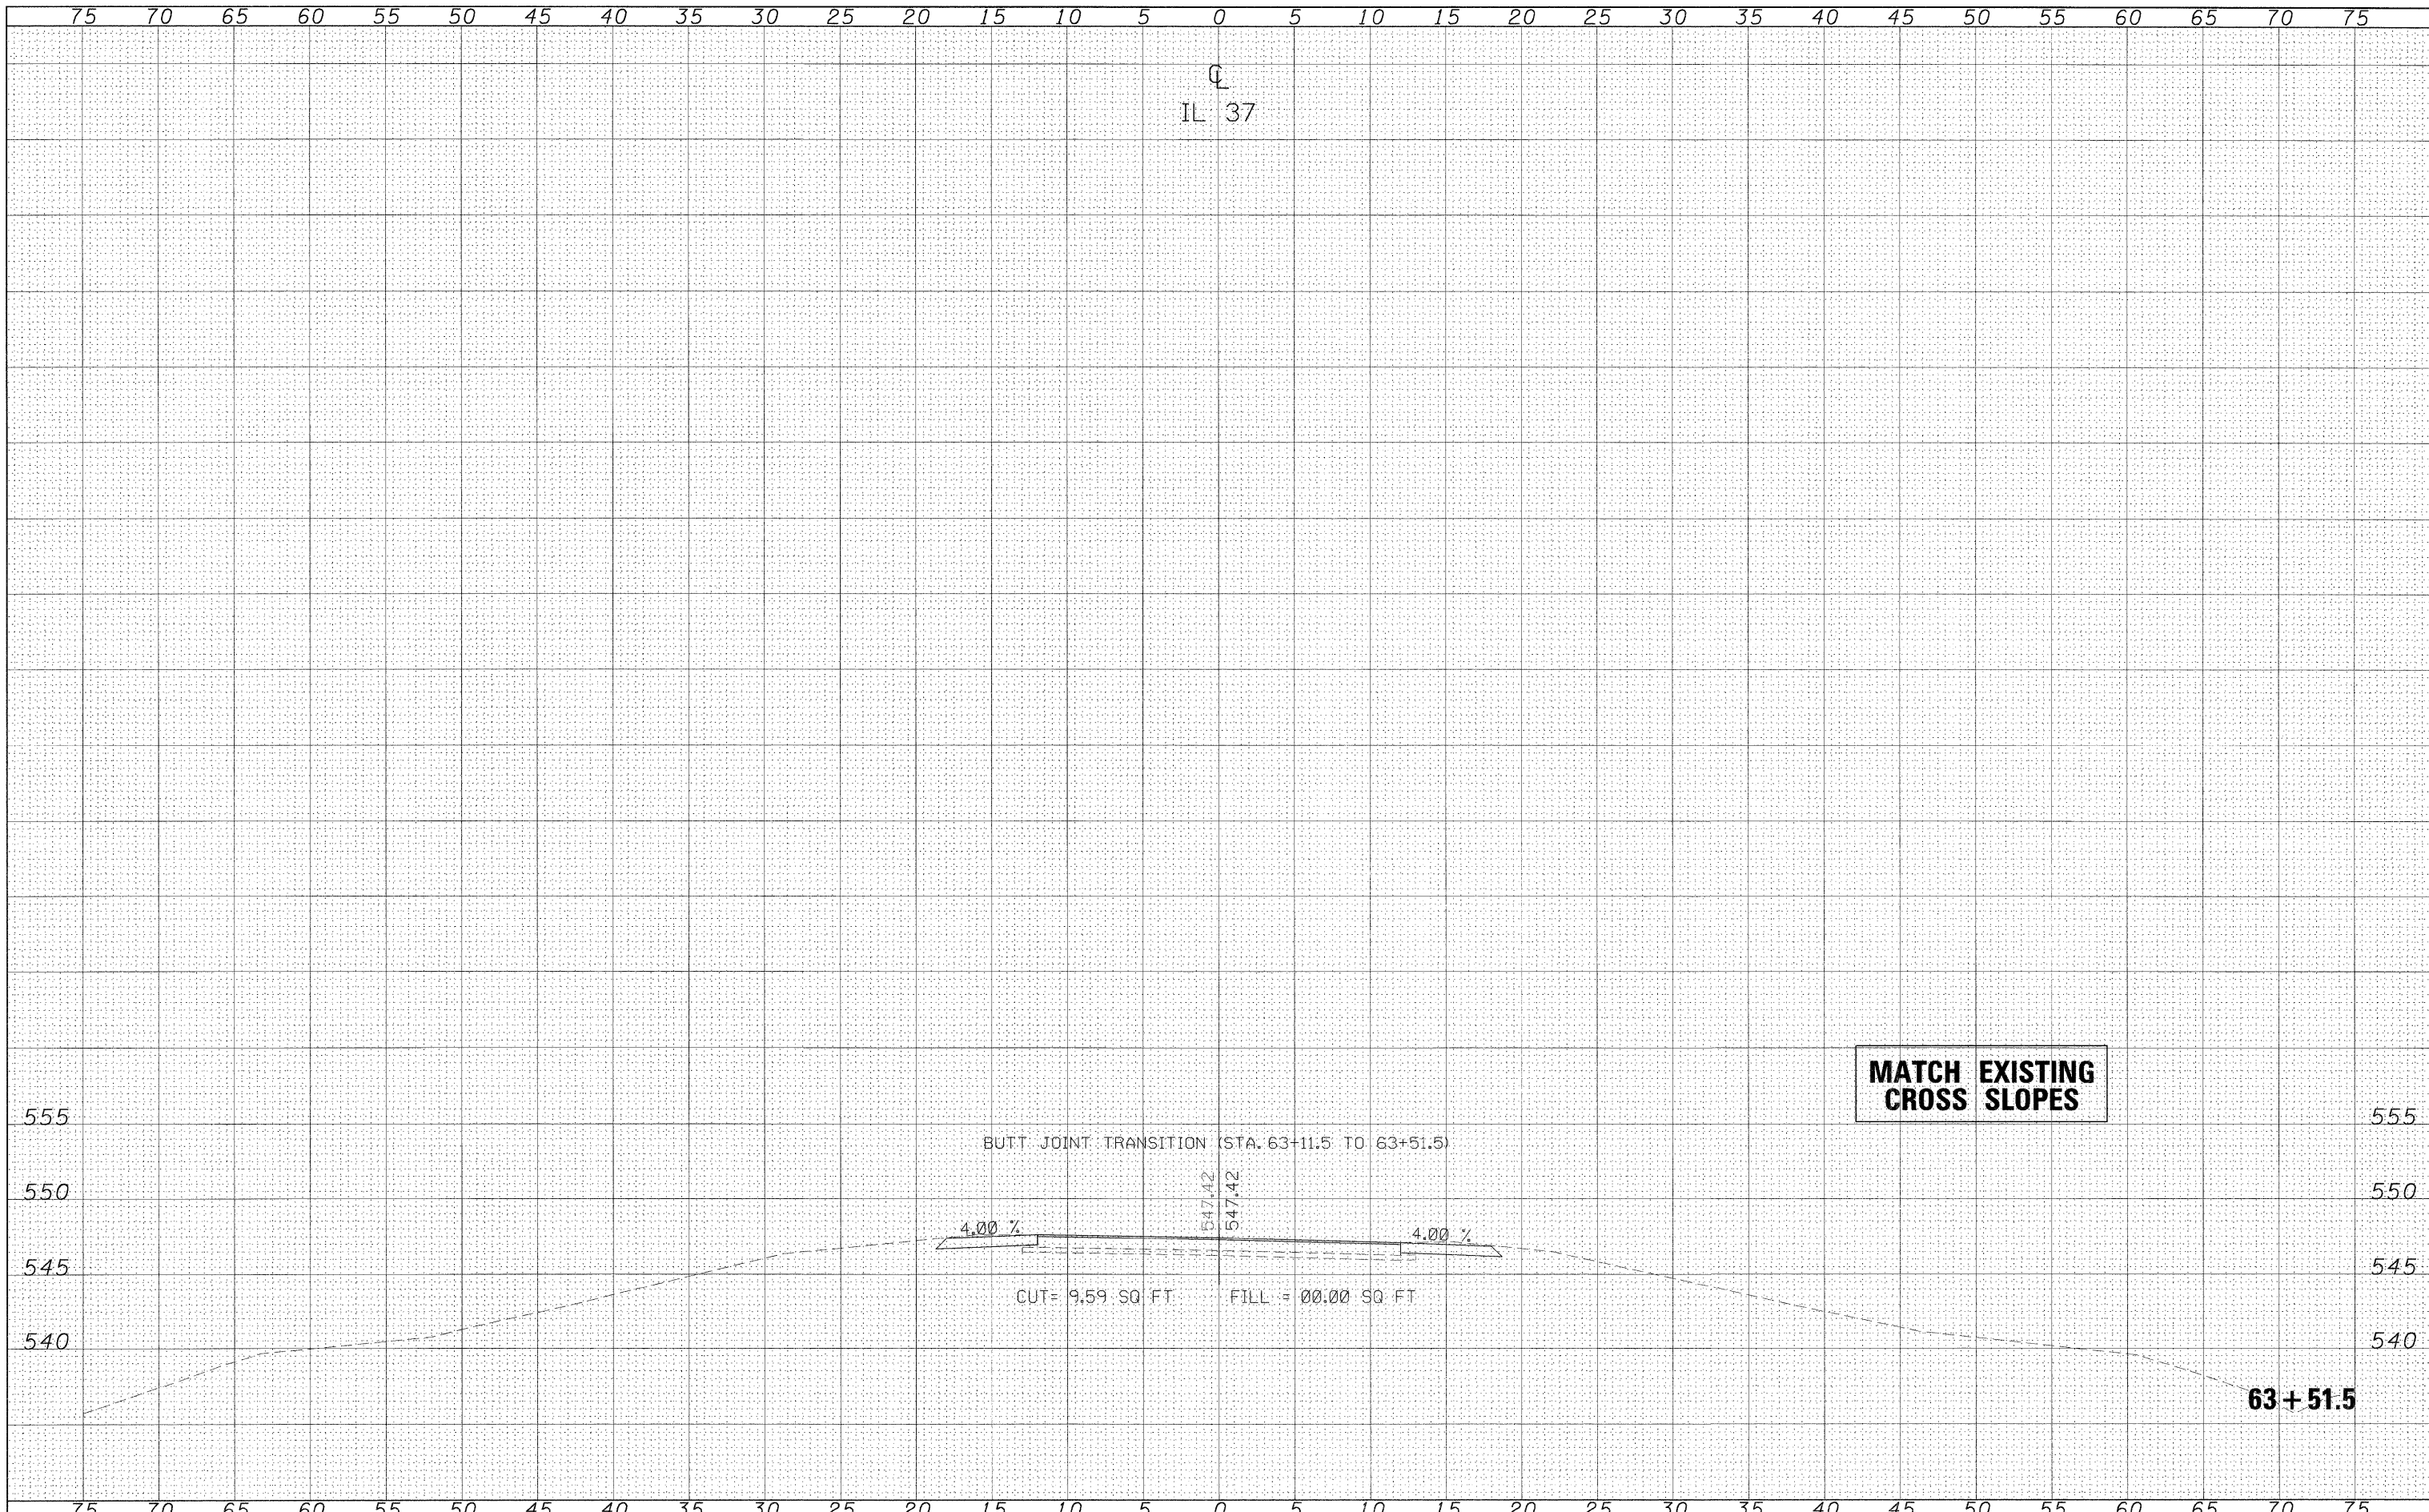 75 70 65 60 55 50 45 40 35 30 25 20 15 10 5 0 5 10 15 20 25 30 35 40 45 50 55 60 65 70 75
℄
IL 37
MATCH EXISTING
CROSS SLOPES
555 555
BUTT JOINT TRANSITION (STA. 63+11.5 TO 63+51.5)
550 547.42 547.42 550
4.00 % 4.00 %
545 545
CUT= 9.59 SQ FT FILL = 00.00 SQ FT
540 540
63+51.5
75 70 65 60 55 50 45 40 35 30 25 20 15 10 5 0 5 10 15 20 25 30 35 40 45 50 55 60 65 70 75